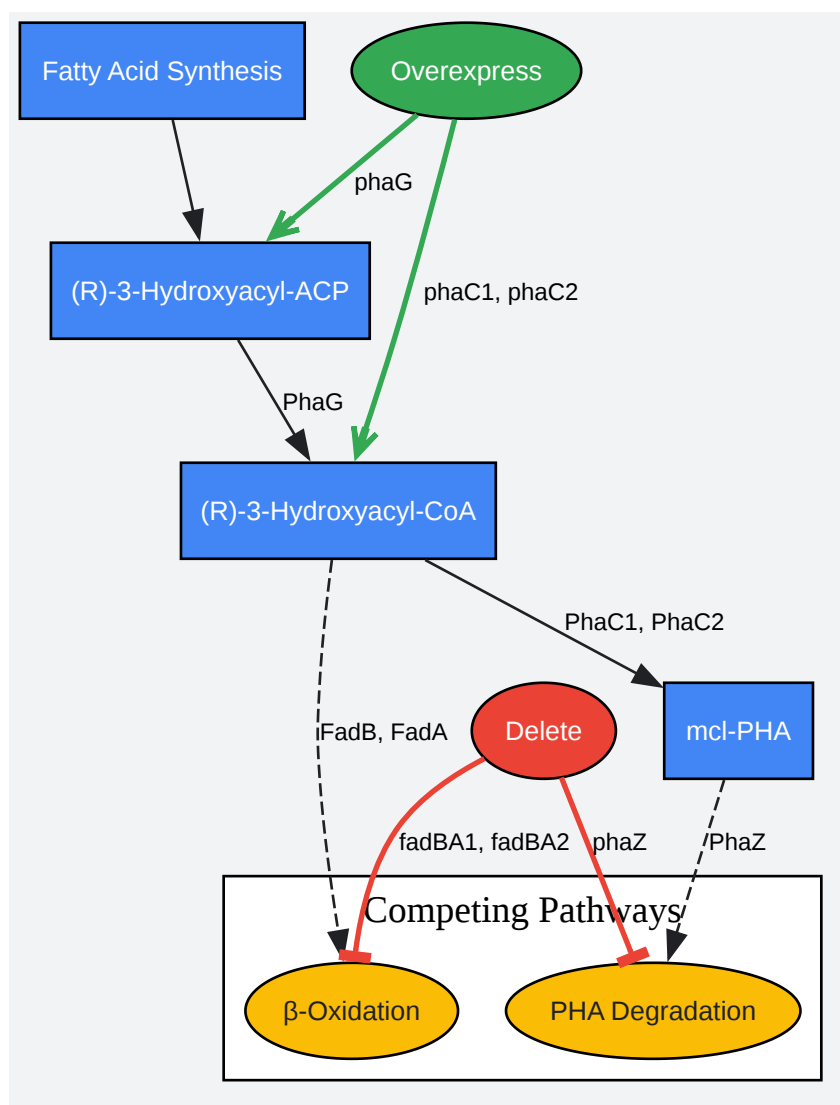 Fatty Acid Synthesis
Overexpress
phaG
(R)-3-Hydroxyacyl-ACP
phaC1, phaC2
PhaG
(R)-3-Hydroxyacyl-CoA
PhaC1, PhaC2
FadB, FadA
Delete
mcl-PHA
fadBA1, fadBA2
phaZ
PhaZ
Competing Pathways
β-Oxidation
PHA Degradation